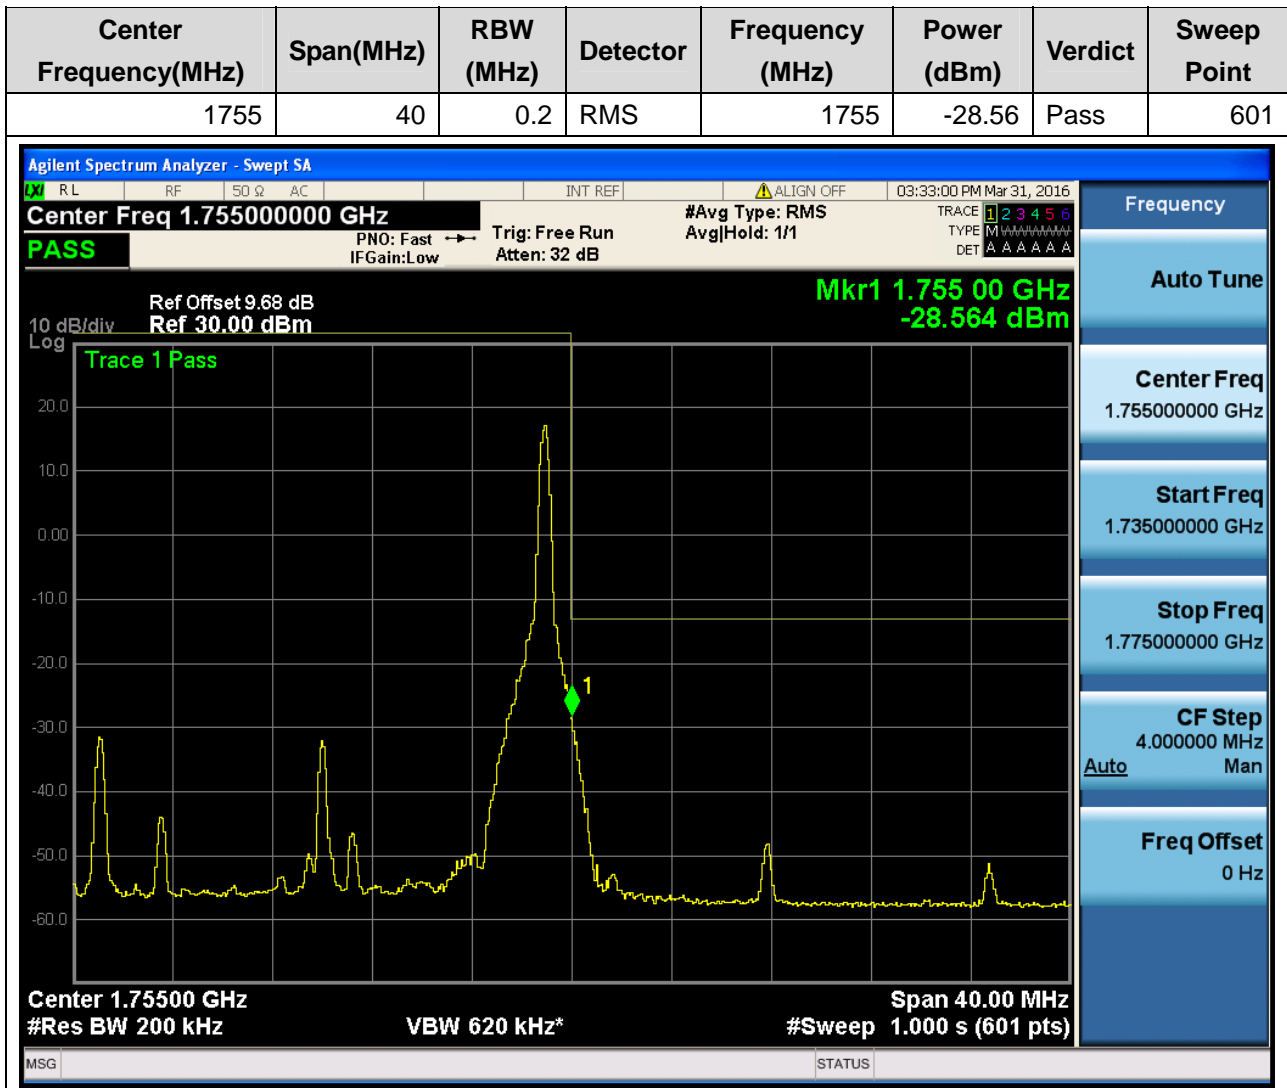 Center Frequency(MHz) Span(MHz) RBW (MHz) Detector Frequency (MHz) Power (dBm) Verdict Sweep Point
1755 40 0.2 RMS 1755 -28.56 Pass 601
Agilent Spectrum Analyzer - Swept SA
LXI RL RF 50 Ω AC INT REF ALIGN OFF 03:33:00 PM Mar 31, 2016
Center Freq 1.755000000 GHz
#Avg Type: RMS
TRACE 1 2 3 4 5 6
PASS
PNO: Fast
Trig: Free Run
Avg|Hold: 1/1
TYPE M
IFGain:Low
Atten: 32 dB
DET A A A A A A
Mkr1 1.755 00 GHz
-28.564 dBm
Ref Offset 9.68 dB
10 dB/div Ref 30.00 dBm
Log
Trace 1 Pass
20.0
10.0
0.00
-10.0
-20.0
1
-30.0
-40.0
-50.0
-60.0
Center 1.75500 GHz Span 40.00 MHz
#Res BW 200 kHz VBW 620 kHz* #Sweep 1.000 s (601 pts)
MSG STATUS
Frequency
Auto Tune
Center Freq
1.755000000 GHz
Start Freq
1.735000000 GHz
Stop Freq
1.775000000 GHz
CF Step
4.000000 MHz
Auto Man
Freq Offset
0 Hz